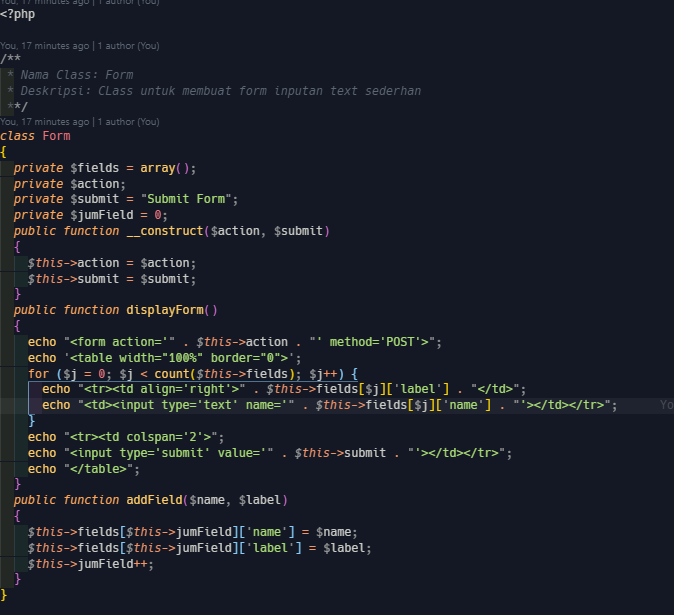 You, 17 minutes ago | 1 author (You)
<?php
You, 17 minutes ago | 1 author (You)
/**
 * Nama Class: Form
 * Deskripsi: CLass untuk membuat form inputan text sederhan
 **/
You, 17 minutes ago | 1 author (You)
class Form
{
  private $fields = array();
  private $action;
  private $submit = "Submit Form";
  private $jumField = 0;
  public function __construct($action, $submit)
  {
    $this->action = $action;
    $this->submit = $submit;
  }
  public function displayForm()
  {
    echo "<form action='" . $this->action . "' method='POST'>";
    echo '<table width="100%" border="0">';
    for ($j = 0; $j < count($this->fields); $j++) {
      echo "<tr><td align='right'>" . $this->fields[$j]['label'] . "</td>";
      echo "<td><input type='text' name='" . $this->fields[$j]['name'] . "'></td></tr>"; Yo
    }
    echo "<tr><td colspan='2'>";
    echo "<input type='submit' value='" . $this->submit . "'></td></tr>";
    echo "</table>";
  }
  public function addField($name, $label)
  {
    $this->fields[$this->jumField]['name'] = $name;
    $this->fields[$this->jumField]['label'] = $label;
    $this->jumField++;
  }
}